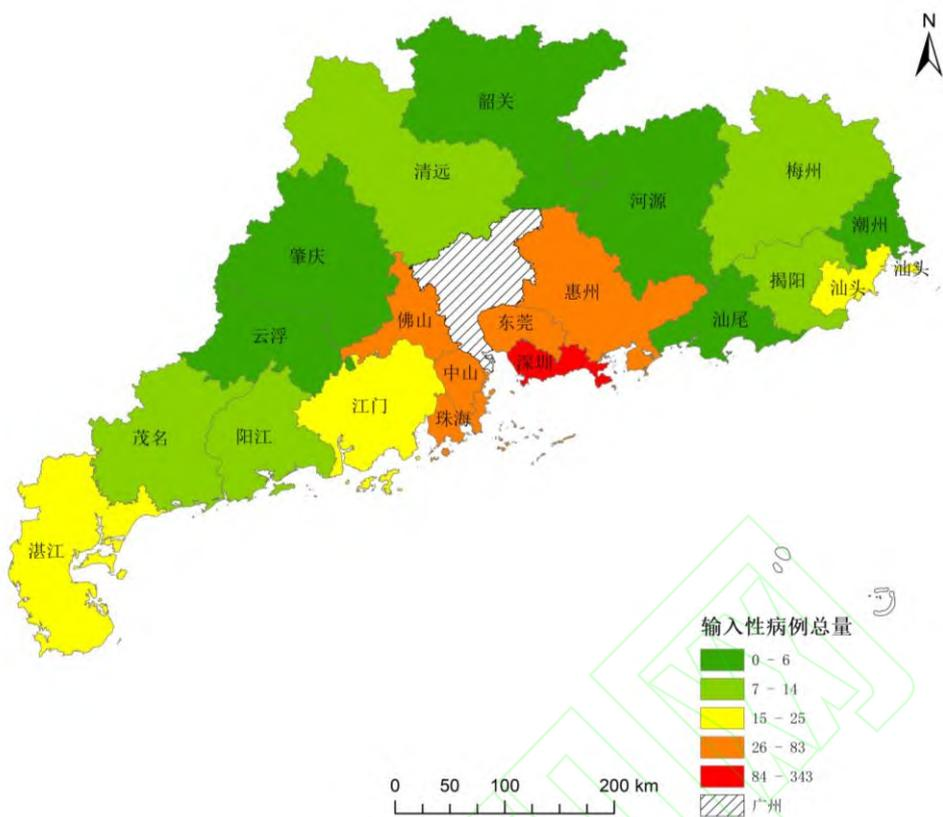 N
韶关
清远
梅州
河源
潮州
肇庆
汕头
揭阳
汕头
惠州
佛山
东莞
汕尾
云浮
深圳
中山
江门
珠海
茂名
阳江
湛江
输入性病例总量
0 - 6
7 - 14
15 - 25
26 - 83
84 - 343
广州
0 50 100 200 km